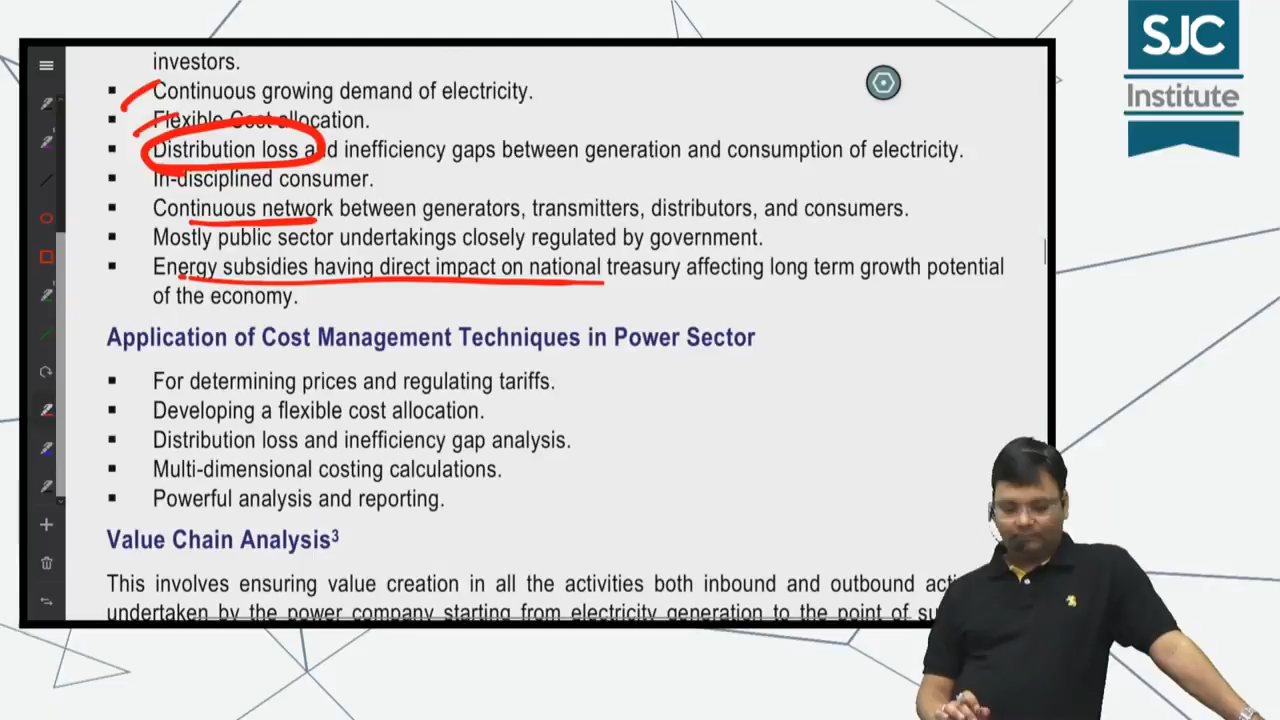 SJC
Institute
investors.
▪ Continuous growing demand of electricity.
▪ Flexible Cost allocation.
▪ Distribution loss and inefficiency gaps between generation and consumption of electricity.
▪ In-disciplined consumer.
▪ Continuous network between generators, transmitters, distributors, and consumers.
▪ Mostly public sector undertakings closely regulated by government.
▪ Energy subsidies having direct impact on national treasury affecting long term growth potential
of the economy.
Application of Cost Management Techniques in Power Sector
▪ For determining prices and regulating tariffs.
▪ Developing a flexible cost allocation.
▪ Distribution loss and inefficiency gap analysis.
▪ Multi-dimensional costing calculations.
▪ Powerful analysis and reporting.
Value Chain Analysis³
This involves ensuring value creation in all the activities both inbound and outbound
undertaken by the power company starting from electricity generation to the point of